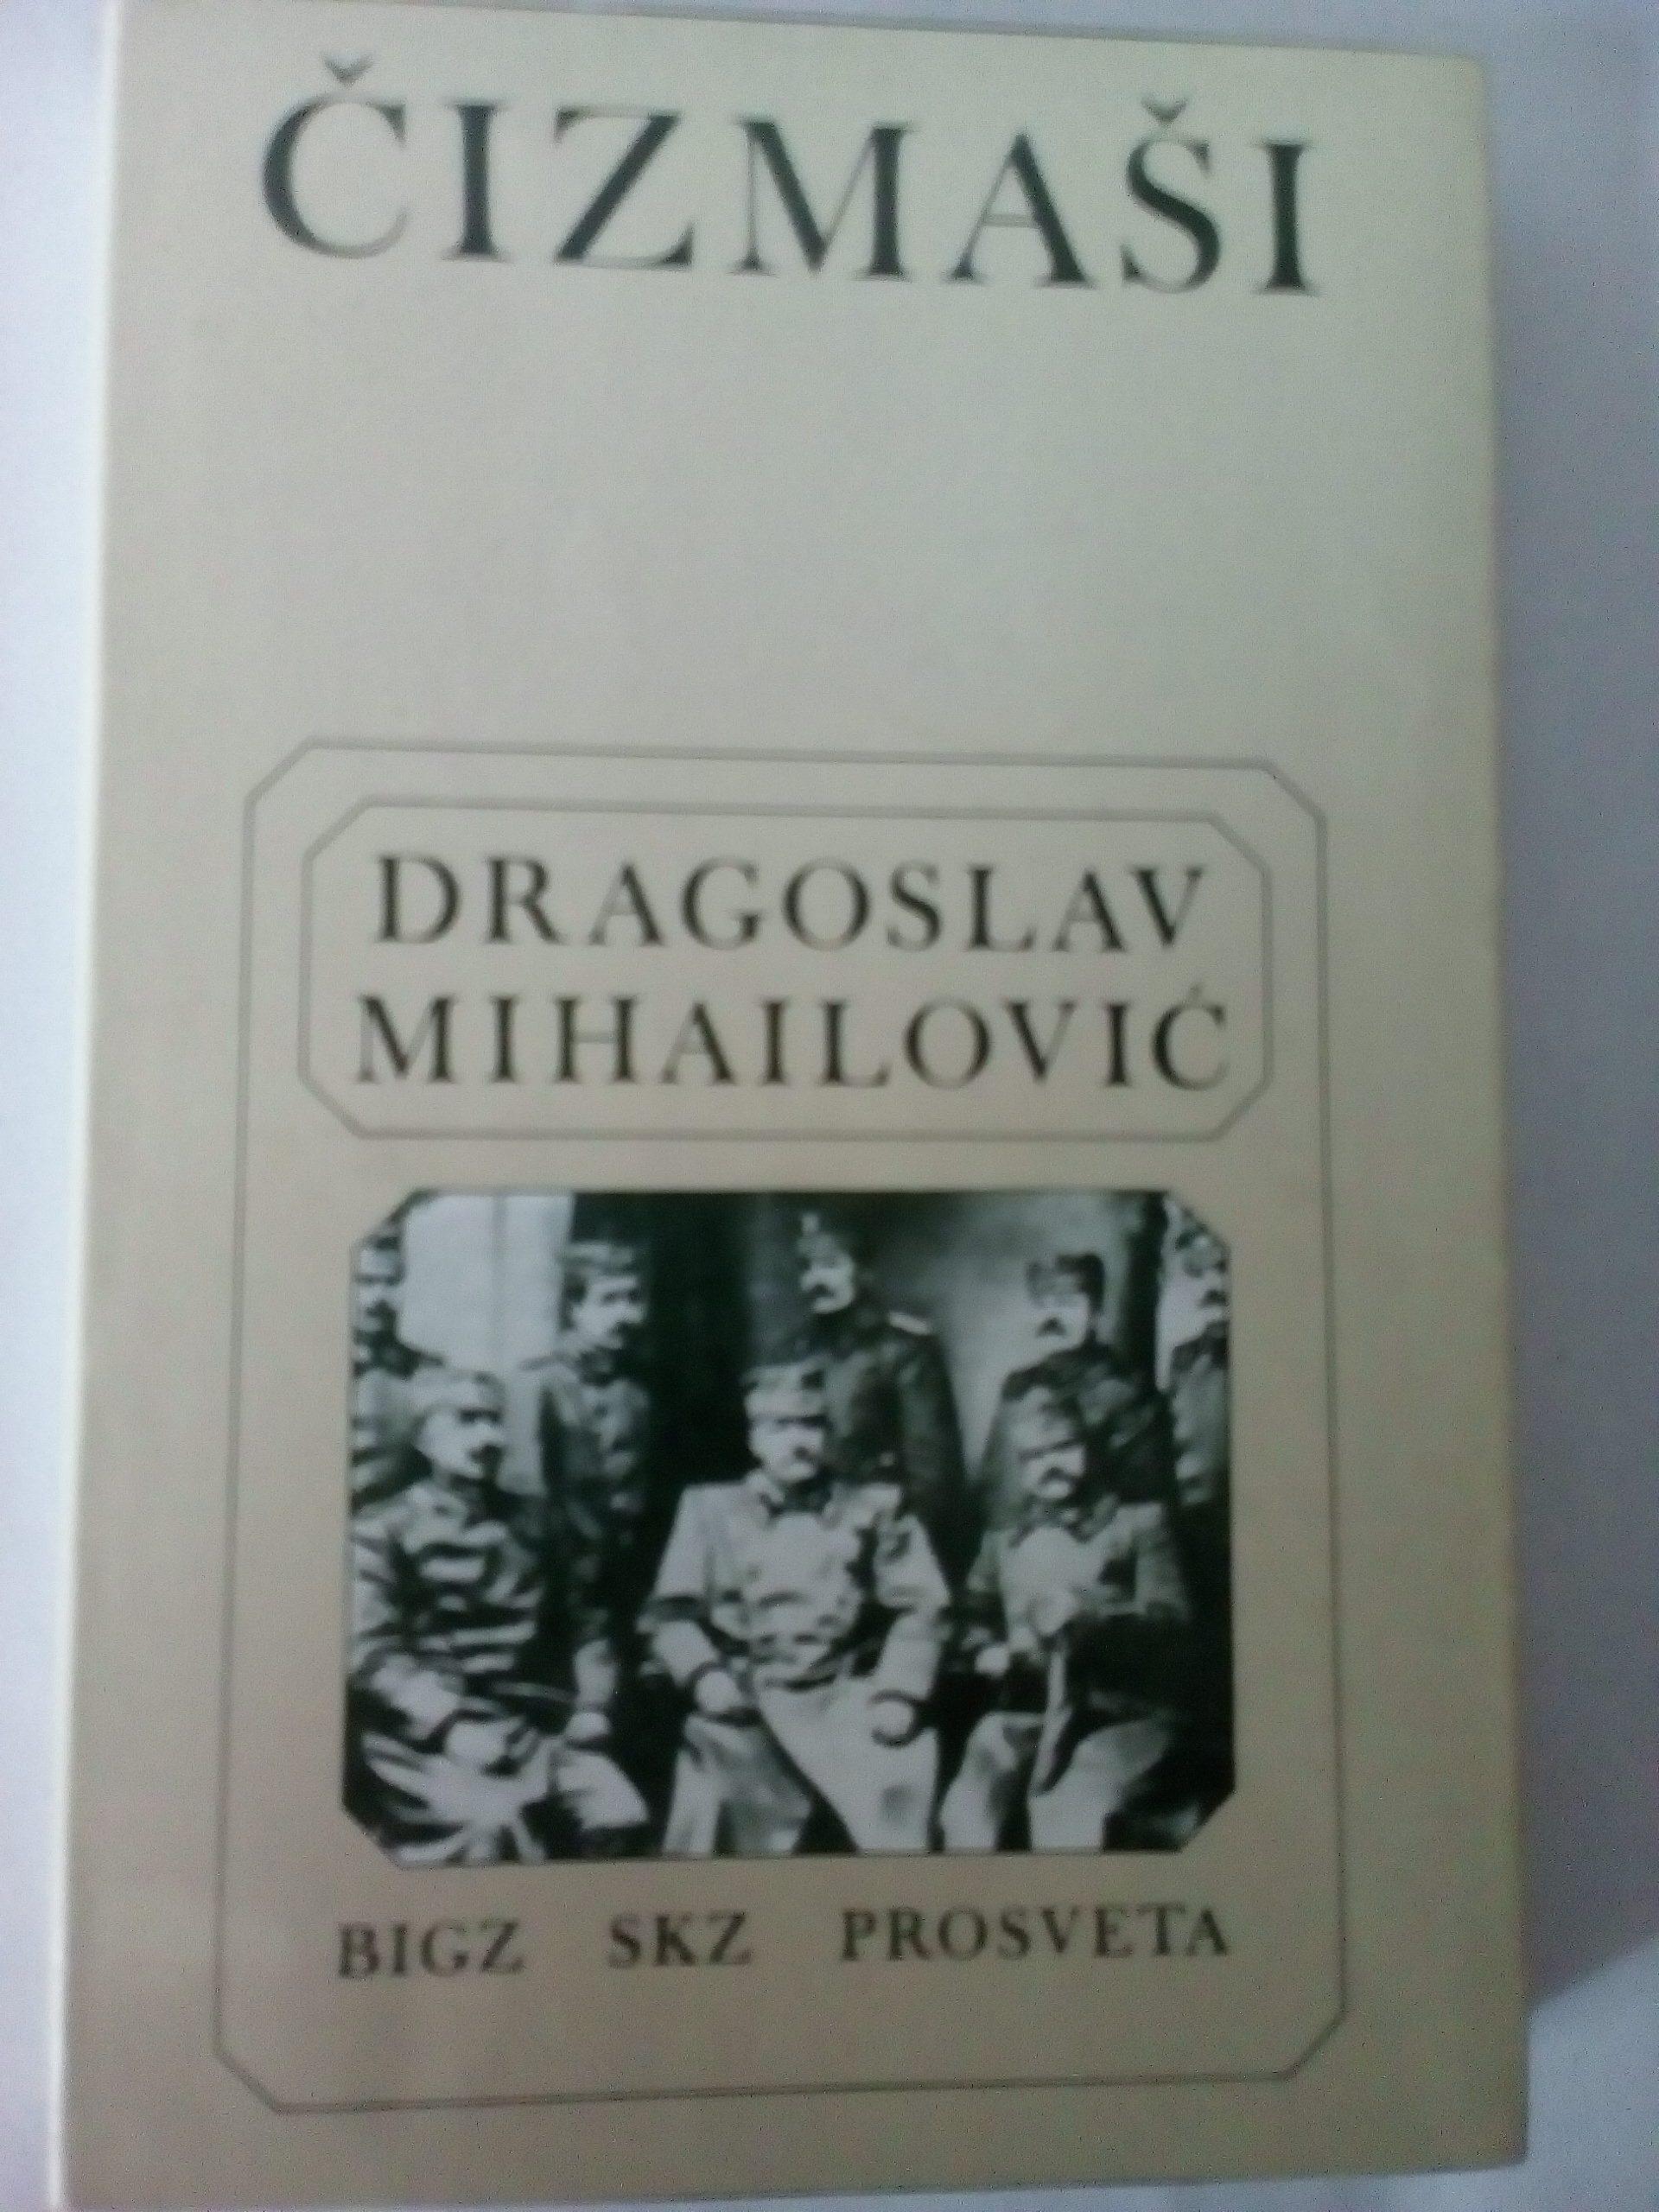 ČIZMAŠI
DRAGOSLAV
MIHAILOVIĆ
BIGZ SKZ PROSVETA